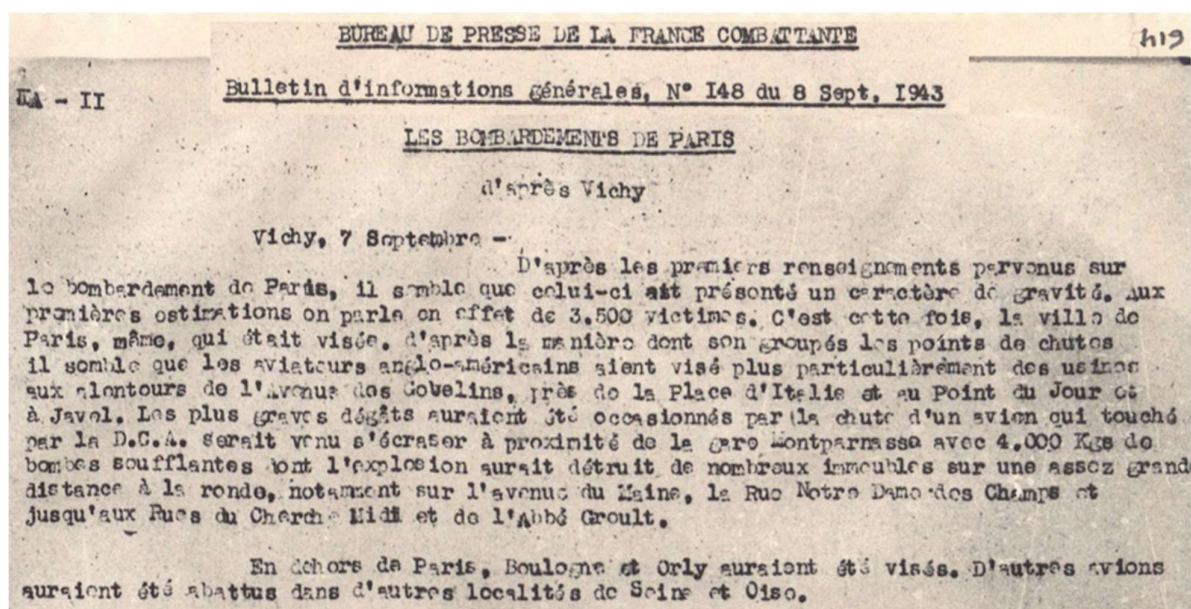 BUREAU DE PRESSE DE LA FRANCE COMBATTANTE
419
Bulletin d'informations générales, N° I48 du 8 Sept. I943
A - II
LES BOMBARDEMENTS DE PARIS
d'après Vichy
Vichy, 7 Septembre -
D'après les premiers renseignements parvenus sur
le bombardement de Paris, il semble que celui-ci ait présenté un caractère de gravité. Aux
premières estimations on parle en effet de 3.500 victimes. C'est cette fois, la ville de
Paris, même, qui était visée. d'après la manière dont son groupés les points de chutes
il semble que les aviateurs anglo-américains aient visé plus particulièrement des usines
aux alentours de l'Avenue des Gobelins, près de la Place d'Italie et au Point du Jour et
à Javel. Les plus graves dégâts auraient été occasionnés par la chute d'un avion qui touché
par la D.C.A. serait venu s'écraser à proximité de la gare Montparnasse avec 4.000 Kgs de
bombes soufflantes dont l'explosion aurait détruit de nombreux immeubles sur une assez grande
distance à la ronde, notamment sur l'avenue du Maine, la Rue Notre Dame des Champs et
jusqu'aux Rues du Cherche Midi et de l'Abbé Groult.
En dehors de Paris, Boulogne et Orly auraient été visés. D'autres avions
auraient été abattus dans d'autres localités de Seine et Oise.